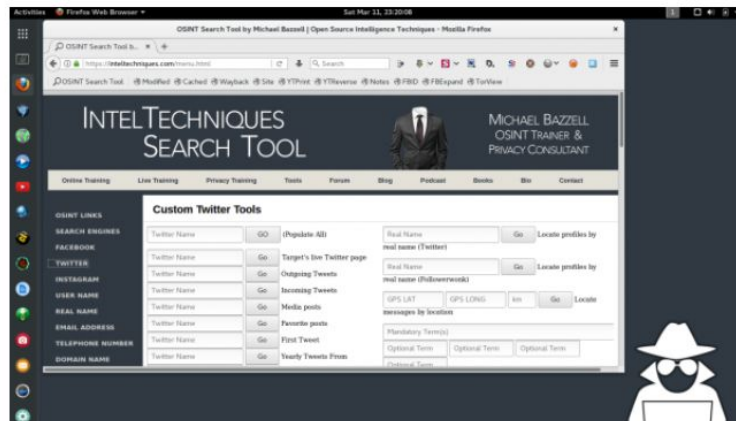 Activities Firefox Web Browser Sat Mar 11, 23:20:06 1
OSINT Search Tool by Michael Bazzell | Open Source Intelligence Techniques - Mozilla Firefox
OSINT Search Tool b...
https://inteltechniques.com/menu.html Search
OSINT Search Tool Modified Cached Wayback Site YTPrint YTReverse Notes FBID FBExpand TorView
INTELTECHNIQUES
SEARCH TOOL
MICHAEL BAZZELL
OSINT TRAINER &
PRIVACY CONSULTANT
Online Training Live Training Privacy Training Tools Forum Blog Podcast Books Bio Contact
OSINT LINKS
SEARCH ENGINES
FACEBOOK
TWITTER
INSTAGRAM
USER NAME
REAL NAME
EMAIL ADDRESS
TELEPHONE NUMBER
DOMAIN NAME
Custom Twitter Tools
Twitter Name GO (Populate All)
Twitter Name Go Target's live Twitter page
Twitter Name Go Outgoing Tweets
Twitter Name Go Incoming Tweets
Twitter Name Go Media posts
Twitter Name Go Favorite posts
Twitter Name Go First Tweet
Twitter Name Go Yearly Tweets From
Real Name Go Locate profiles by
real name (Twitter)
Real Name Go Locate profiles by
real name (Followerwonk)
GPS LAT GPS LONG km Go Locate
messages by location
Mandatory Term(s)
Optional Term Optional Term Optional Term
Optional Term